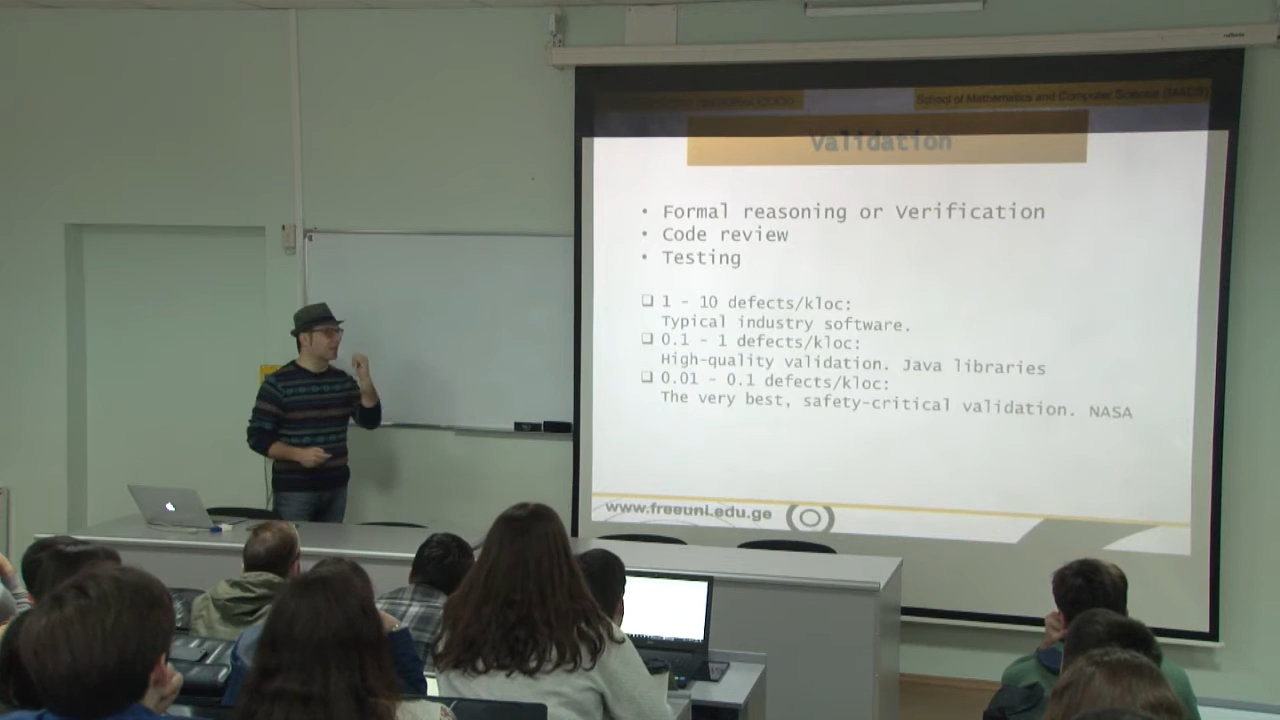 School of Mathematics and Computer Science (MACS)
Validation
• Formal reasoning or Verification
• Code review
• Testing
❑ 1 - 10 defects/kloc:
Typical industry software.
❑ 0.1 - 1 defects/kloc:
High-quality validation. Java libraries
❑ 0.01 - 0.1 defects/kloc:
The very best, safety-critical validation. NASA
www.freeuni.edu.ge